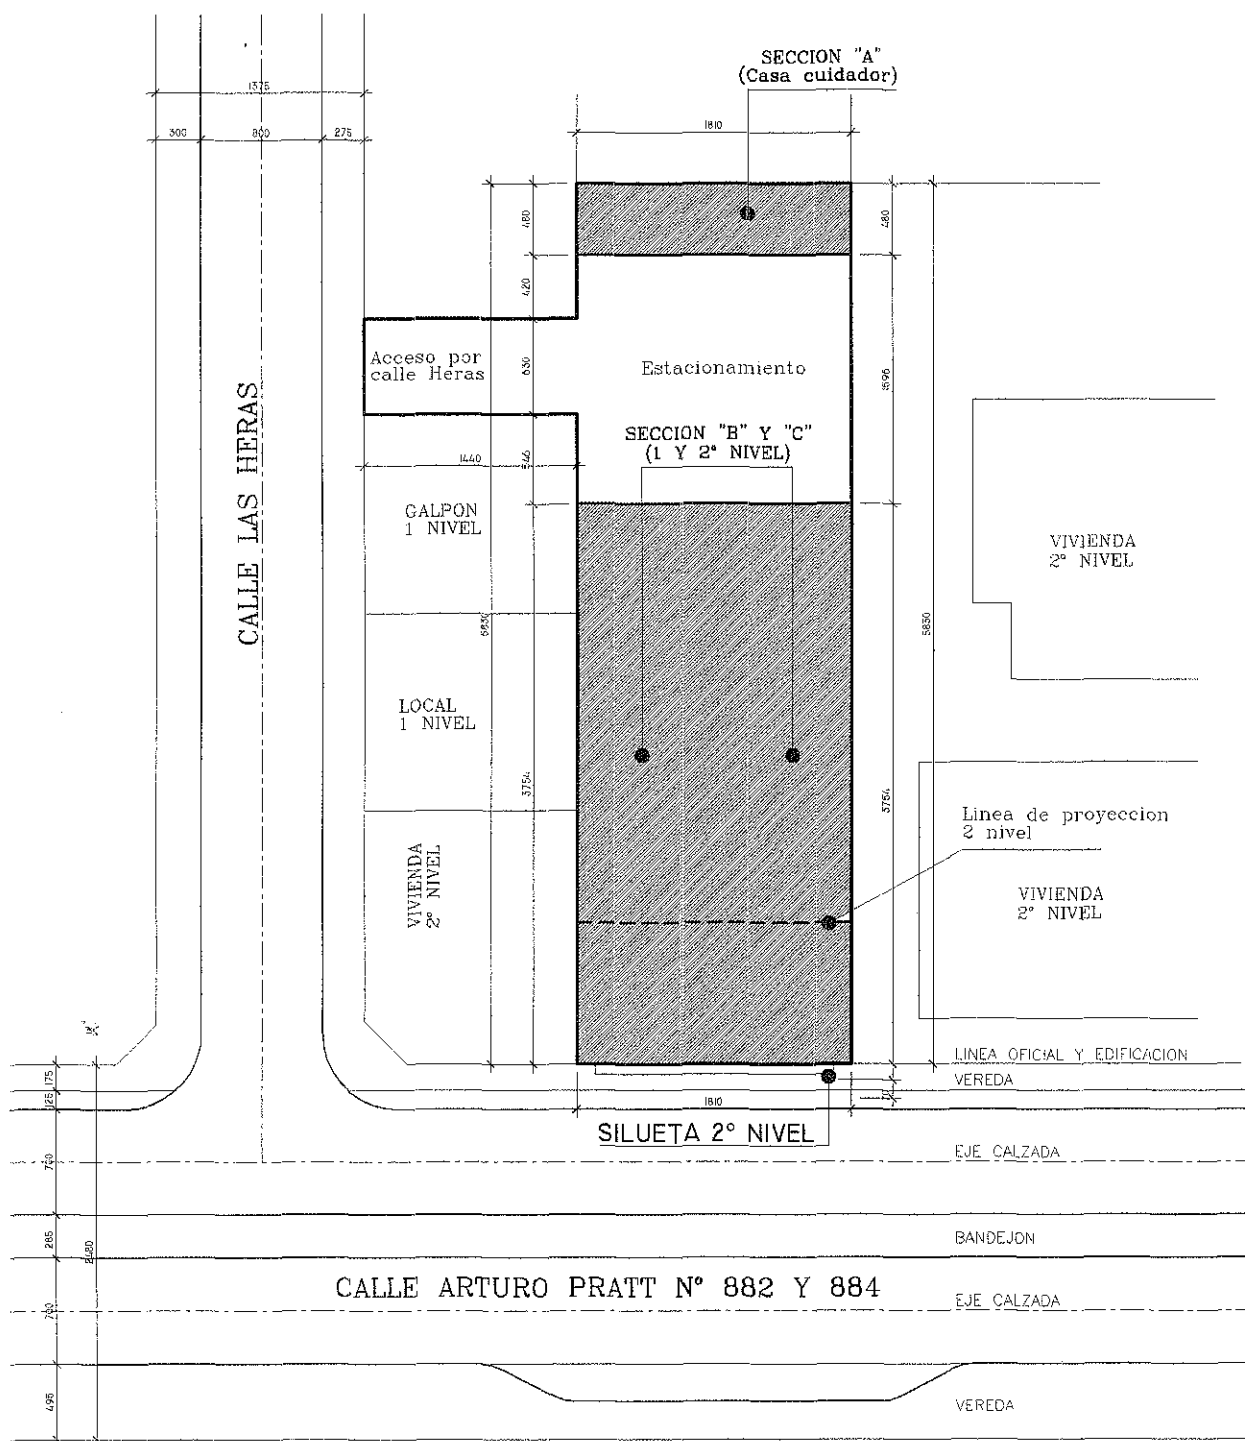 SECCION "A"
(Casa cuidador)
1375
1810
300
800
275
480
480
420
Acceso por
calle Heras
630
Estacionamiento
1596
CALLE LAS HERAS
SECCION "B" Y "C"
(1 Y 2° NIVEL)
1440
546
GALPON
1 NIVEL
VIVIENDA
2° NIVEL
5830
5830
LOCAL
1 NIVEL
3754
3754
Linea de proyeccion
2 nivel
VIVIENDA
2° NIVEL
VIVIENDA
2° NIVEL
LINEA OFICIAL Y EDIFICACION
175
VEREDA
125
1810
SILUETA 2° NIVEL
700
EJE CALZADA
285
BANDEJON
2480
CALLE ARTURO PRATT N° 882 Y 884
700
EJE CALZADA
495
VEREDA